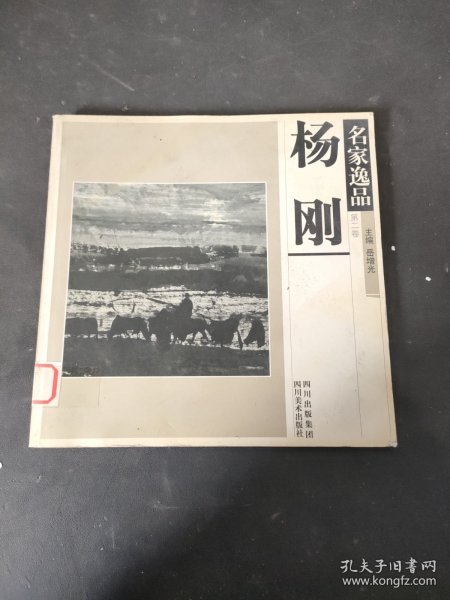 名家逸品
第二卷
主编 岳增光
杨刚
四川出版集团
四川美术出版社
孔夫子旧书网
www.kongfz.com